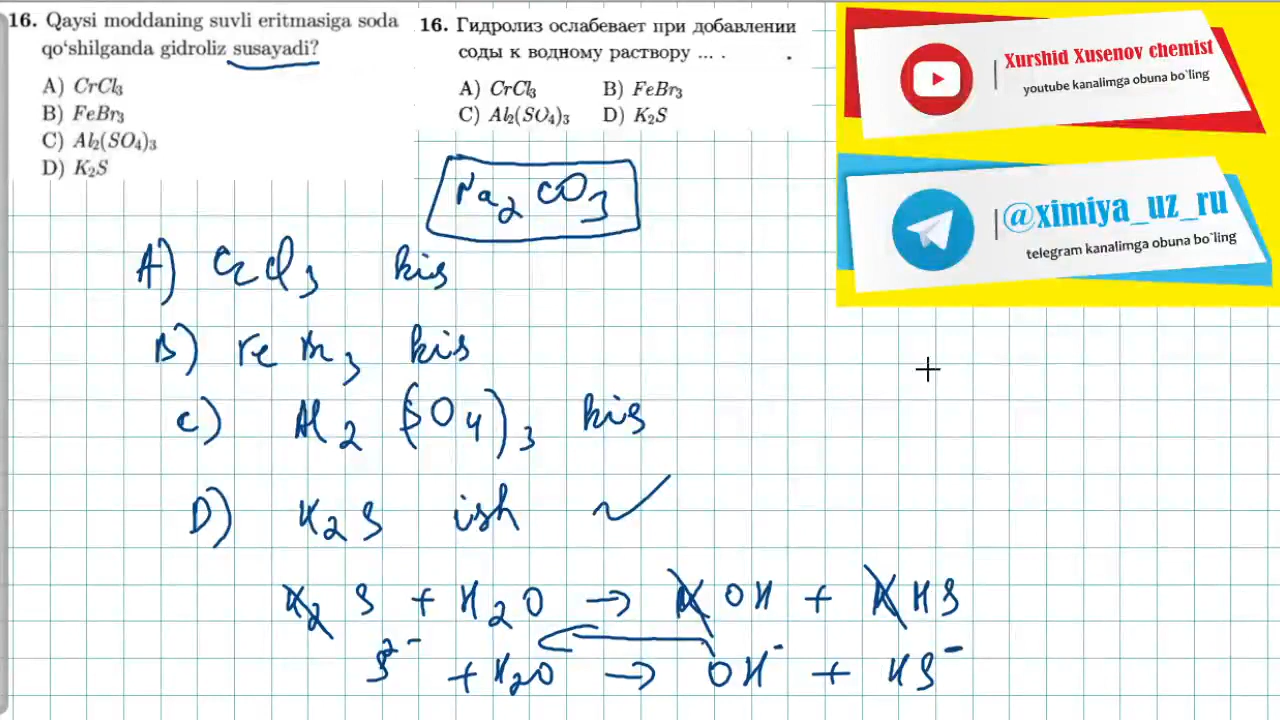 16. Qaysi moddaning suvli eritmasiga soda
qo‘shilganda gidroliz susayadi?
A) CrCl3
B) FeBr3
C) Al2(SO4)3
D) K2S
16. Гидролиз ослабевает при добавлении
соды к водному раствору ... .
A) CrCl3 B) FeBr3
C) Al2(SO4)3 D) K2S
Xurshid Xusenov chemist
youtube kanalimga obuna bo`ling
@ximiya_uz_ru
telegram kanalimga obuna bo`ling
Na2CO3
A) CrCl3 kis
B) FeBr3 kis
C) Al2(SO4)3 kis
D) K2S ish ✓
K2S + H2O → KOH + KHS
S2- + H2O → OH- + HS-